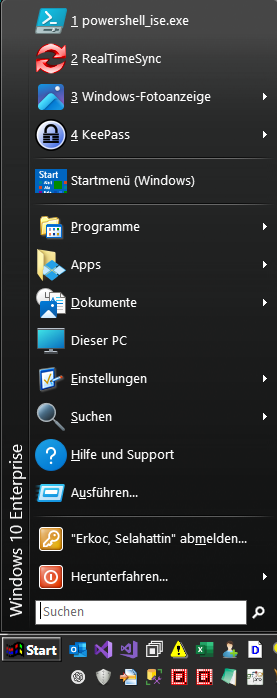 1 powershell_ise.exe
2 RealTimeSync
3 Windows-Fotoanzeige
4 KeePass
Start
Startmenü (Windows)
Programme
Apps
Dokumente
Dieser PC
Einstellungen
Suchen
Hilfe und Support
Ausführen...
"Erkoc, Selahattin" abmelden...
Herunterfahren...
Windows 10 Enterprise
Suchen
Start
D